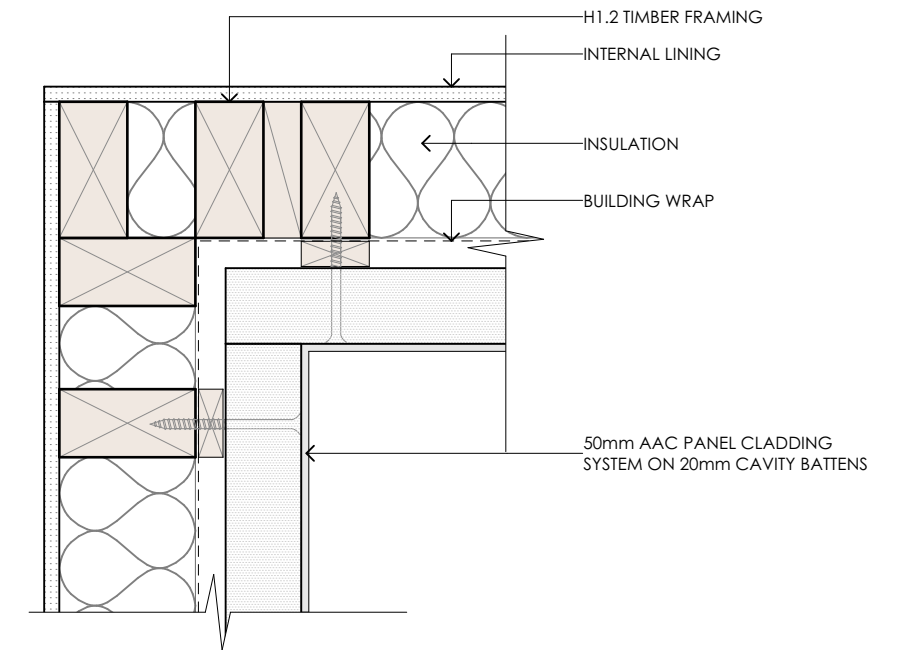 H1.2 TIMBER FRAMING
INTERNAL LINING
INSULATION
BUILDING WRAP
50mm AAC PANEL CLADDING
SYSTEM ON 20mm CAVITY BATTENS